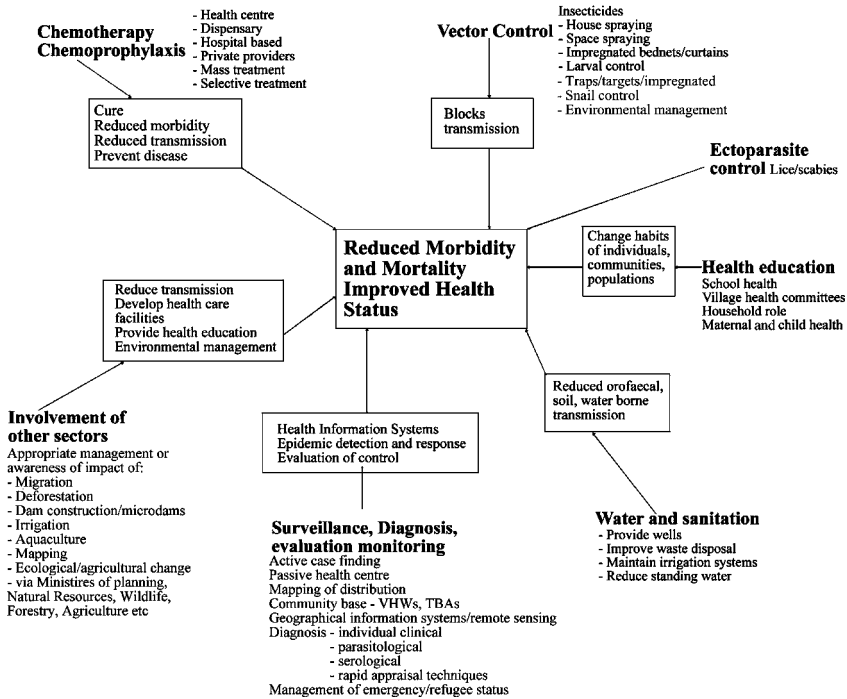 Chemotherapy
Chemoprophylaxis
- Health centre
- Dispensary
- Hospital based
- Private providers
- Mass treatment
- Selective treatment
Cure
Reduced morbidity
Reduced transmission
Prevent disease
Vector Control
Insecticides
- House spraying
- Space spraying
- Impregnated bednets/curtains
- Larval control
- Traps/targets/impregnated
- Snail control
- Environmental management
Blocks
transmission
Ectoparasite
control Lice/scabies
Reduced Morbidity
and Mortality
Improved Health
Status
Change habits
of individuals,
communities,
populations
Health education
School health
Village health committees
Household role
Maternal and child health
Reduce transmission
Develop health care
facilities
Provide health education
Environmental management
Involvement of
other sectors
Appropriate management or
awareness of impact of:
- Migration
- Deforestation
- Dam construction/microdams
- Irrigation
- Aquaculture
- Mapping
- Ecological/agricultural change
- via Ministires of planning,
Natural Resources, Wildlife,
Forestry, Agriculture etc
Health Information Systems
Epidemic detection and response
Evaluation of control
Surveillance, Diagnosis,
evaluation monitoring
Active case finding
Passive health centre
Mapping of distribution
Community base - VHWs, TBAs
Geographical information systems/remote sensing
Diagnosis - individual clinical
- parasitological
- serological
- rapid appraisal techniques
Management of emergency/refugee status
Reduced orofaecal,
soil, water borne
transmission
Water and sanitation
- Provide wells
- Improve waste disposal
- Maintain irrigation systems
- Reduce standing water